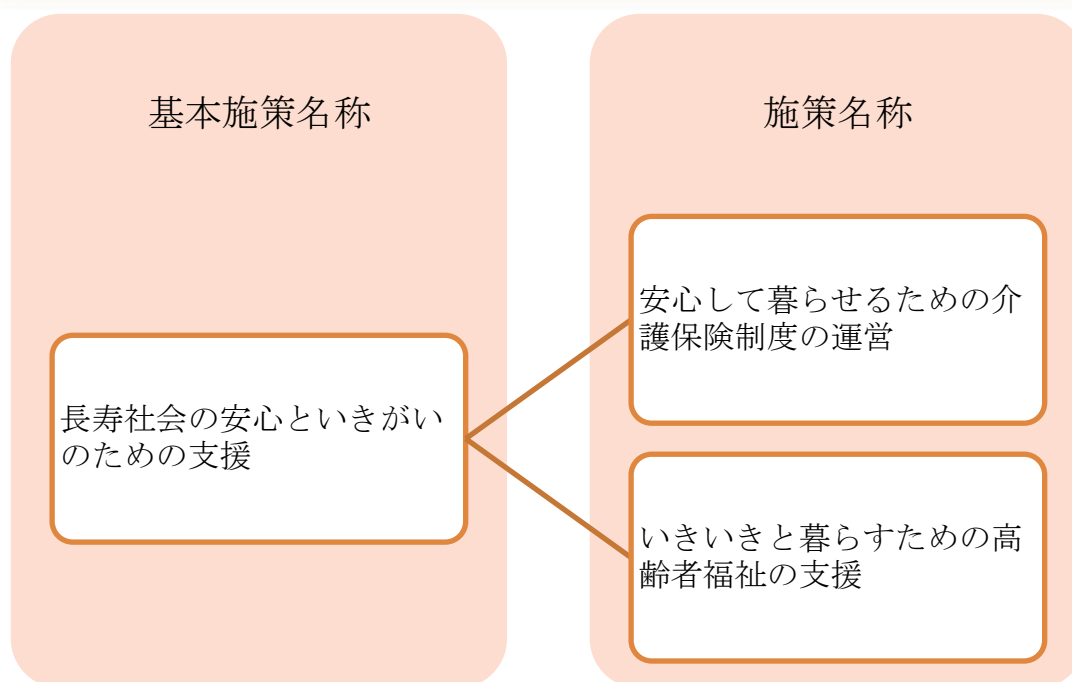 基本施策名称
施策名称
長寿社会の安心といきがい
のための支援
安心して暮らせるための介
護保険制度の運営
いきいきと暮らすための高
齢者福祉の支援